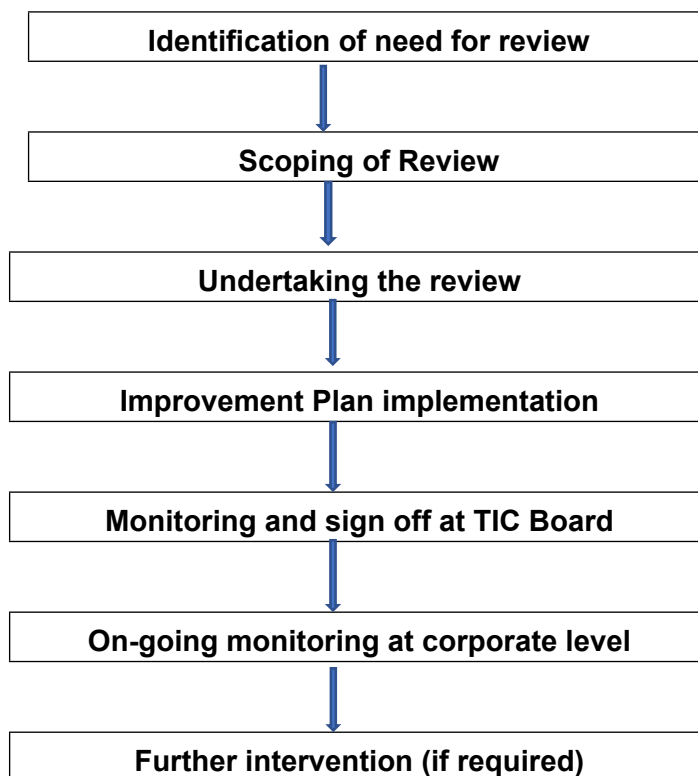 Identification of need for review
Scoping of Review
Undertaking the review
Improvement Plan implementation
Monitoring and sign off at TIC Board
On-going monitoring at corporate level
Further intervention (if required)